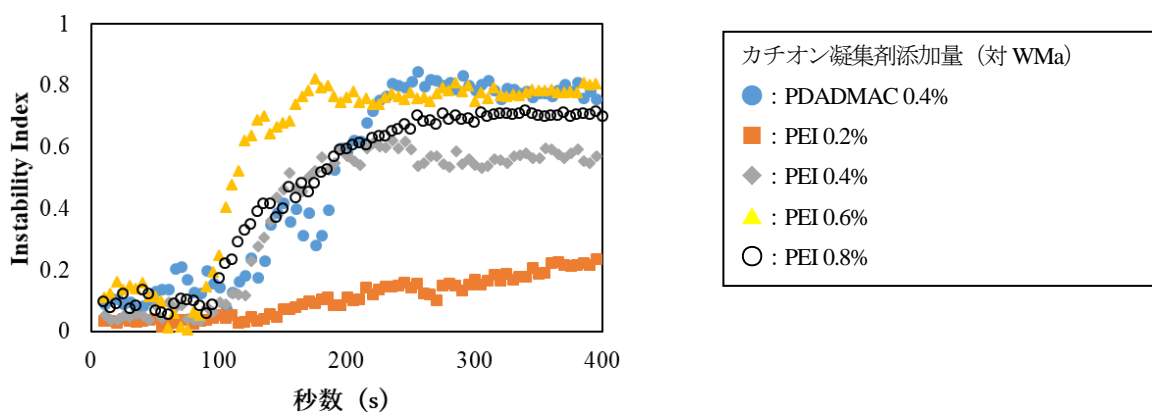 1
0.8
0.6
0.4
0.2
0
Instability Index
0 100 200 300 400
秒数（s）
カチオン凝集剤添加量（対 WMa）
：PDADMAC 0.4%
：PEI 0.2%
：PEI 0.4%
：PEI 0.6%
：PEI 0.8%